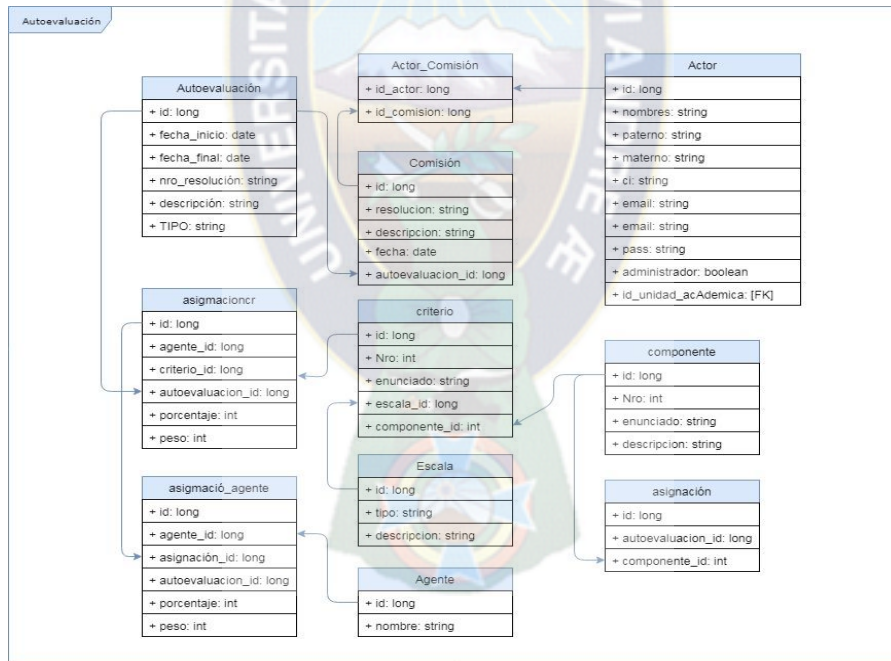 Autoevaluación
Autoevaluación
+ id: long
+ fecha_inicio: date
+ fecha_final: date
+ nro_resolución: string
+ descripción: string
+ TIPO: string
Actor_Comisión
+ id_actor: long
+ id_comision: long
Comisión
+ id: long
+ resolucion: string
+ descripcion: string
+ fecha: date
+ autoevaluacion_id: long
Actor
+ id: long
+ nombres: string
+ paterno: string
+ materno: string
+ ci: string
+ email: string
+ email: string
+ pass: string
+ administrador: boolean
+ id_unidad_acAdemica: [FK]
asigmacioncr
+ id: long
+ agente_id: long
+ criterio_id: long
+ autoevaluacion_id: long
+ porcentaje: int
+ peso: int
criterio
+ id: long
+ Nro: int
+ enunciado: string
+ escala_id: long
+ componente_id: int
componente
+ id: long
+ Nro: int
+ enunciado: string
+ descripcion: string
asigmació_agente
+ id: long
+ agente_id: long
+ asignación_id: long
+ autoevaluacion_id: long
+ porcentaje: int
+ peso: int
Escala
+ id: long
+ tipo: string
+ descripcion: string
asignación
+ id: long
+ autoevaluacion_id: long
+ componente_id: int
Agente
+ id: long
+ nombre: string